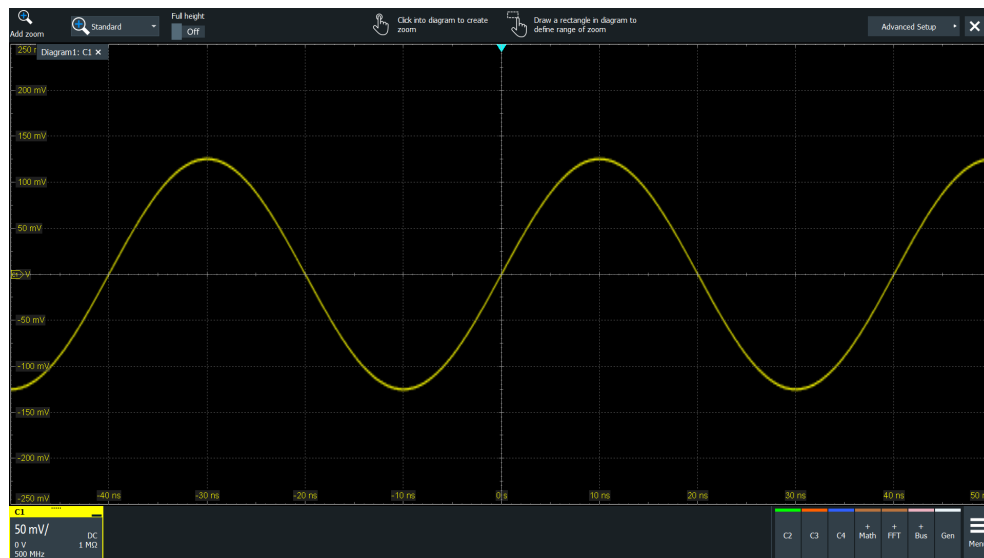 Add zoom
Standard
Full height
Off
Click into diagram to create
zoom
Draw a rectangle in diagram to
define range of zoom
Advanced Setup
Diagram1: C1 ×
200 mV
150 mV
100 mV
50 mV
C1
V
-50 mV
-100 mV
-150 mV
-200 mV
-250 mV
-40 ns
-30 ns
-20 ns
-10 ns
0 s
10 ns
20 ns
30 ns
40 ns
50
C1
50 mV/
DC
0 V
1 MΩ
500 MHz
C2
C3
C4
+
Math
+
FFT
+
Bus
Gen
Men